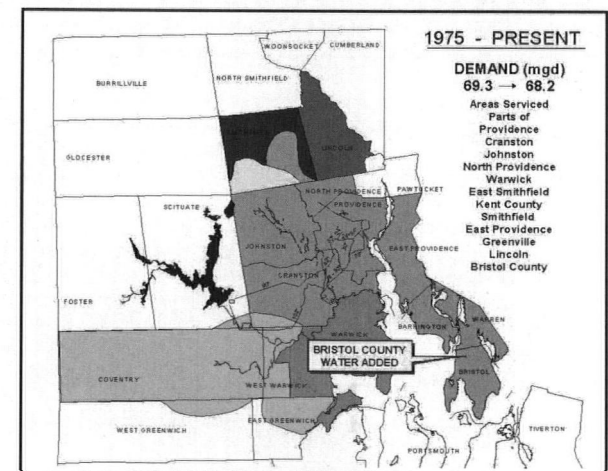 1975 - PRESENT
DEMAND (mgd)
69.3 → 68.2
Areas Serviced
Parts of
Providence
Cranston
Johnston
North Providence
Warwick
East Smithfield
Kent County
Smithfield
East Providence
Greenville
Lincoln
Bristol County
WOONSOCKET
CUMBERLAND
BURRILLVILLE
NORTH SMITHFIELD
GLOCESTER
LINCOLN
NORTH PROVIDENCE
PAWTUCKET
SCITUATE
PROVIDENCE
JOHNSTON
EAST PROVIDENCE
CRANSTON
FOSTER
WARWICK
BARRINGTON
WARREN
BRISTOL COUNTY
WATER ADDED
BRISTOL
COVENTRY
WEST WARWICK
WEST GREENWICH
EAST GREENWICH
TIVERTON
PORTSMOUTH